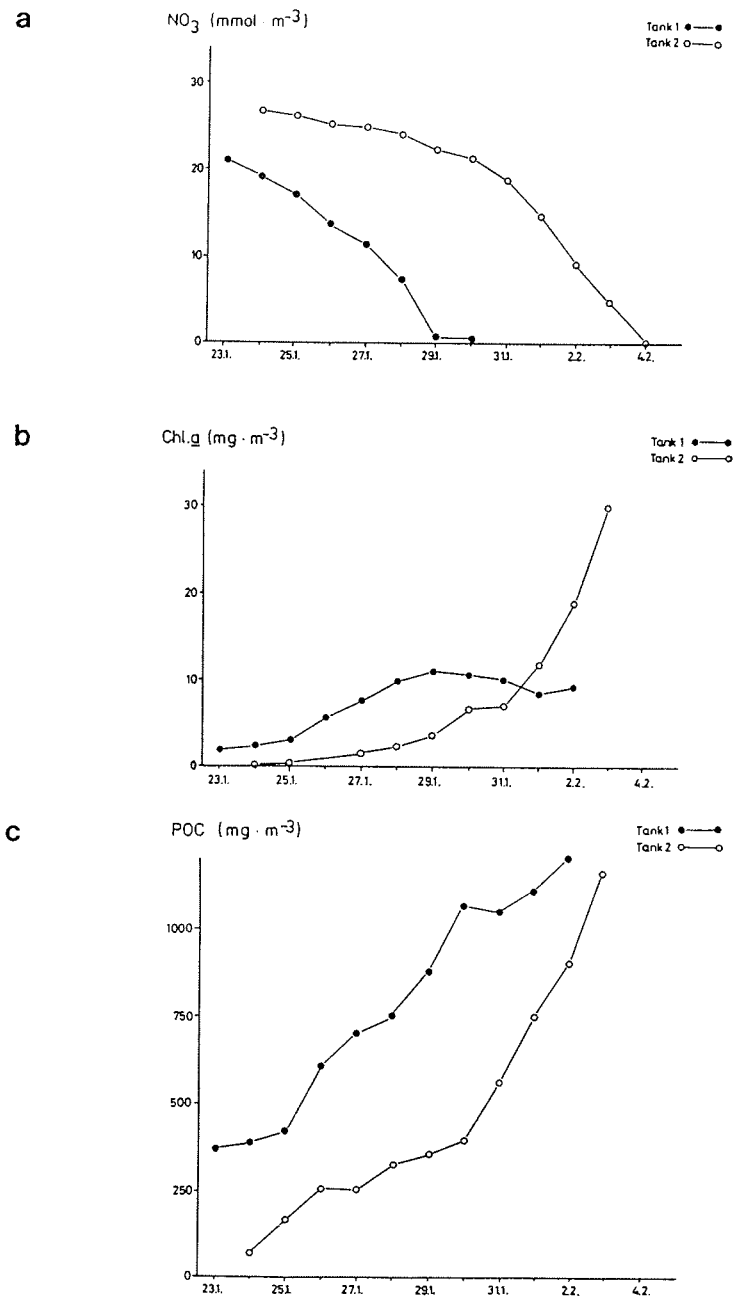 a
NO3 (mmol · m-3)
Tank 1
Tank 2
30
20
10
0
23.1. 25.1. 27.1. 29.1. 31.1. 2.2. 4.2.
b
Chl.a (mg · m-3)
Tank 1
Tank 2
30
20
10
0
23.1. 25.1. 27.1. 29.1. 31.1. 2.2. 4.2.
c
POC (mg · m-3)
Tank 1
Tank 2
1000
750
500
250
0
23.1. 25.1. 27.1. 29.1. 31.1. 2.2. 4.2.